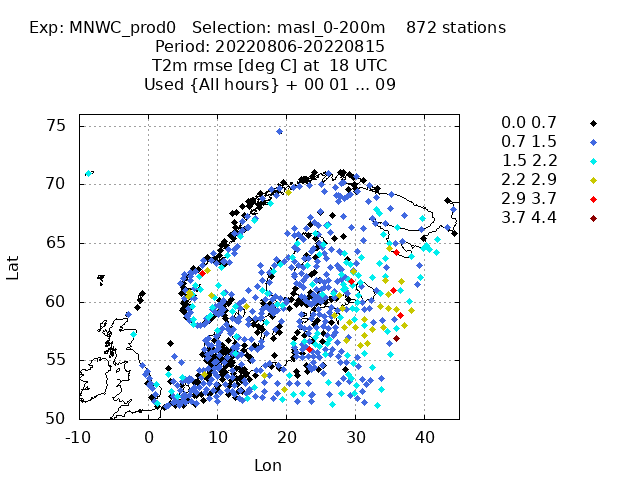 Exp: MNWC_prod0   Selection: masl_0-200m    872 stations
Period: 20220806-20220815
T2m rmse [deg C] at  18 UTC
Used {All hours} + 00 01 ... 09
0.0 0.7
0.7 1.5
1.5 2.2
2.2 2.9
2.9 3.7
3.7 4.4
75
70
65
60
55
50
Lat
-10 0 10 20 30 40
Lon